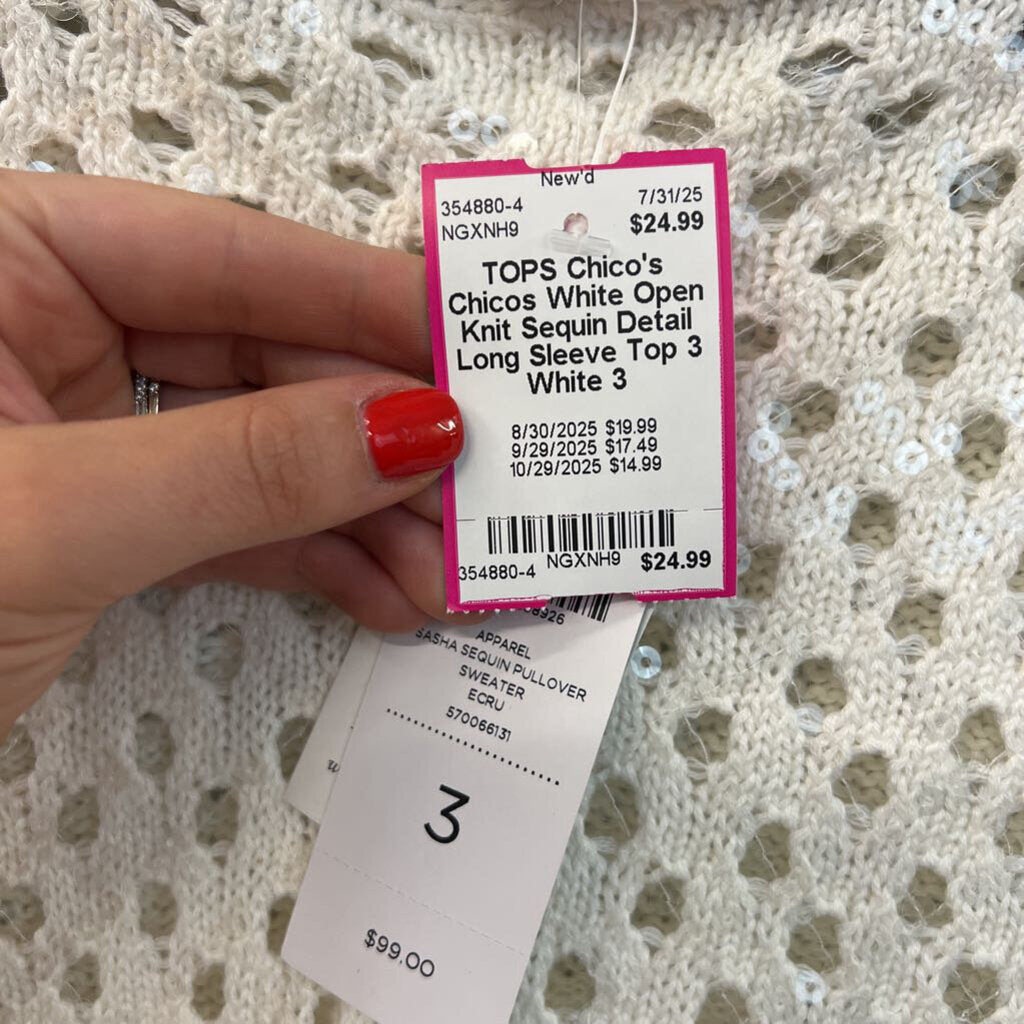 New'd
354880-4 7/31/25
NGXNH9 $24.99
TOPS Chico's
Chicos White Open
Knit Sequin Detail
Long Sleeve Top 3
White 3
8/30/2025 $19.99
9/29/2025 $17.49
10/29/2025 $14.99
354880-4 NGXNH9 $24.99
8926
APPAREL
SASHA SEQUIN PULLOVER
SWEATER
ECRU
570066131
3
$99.00